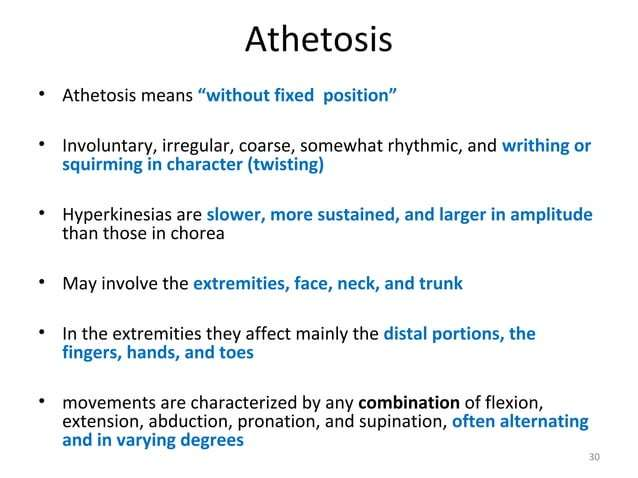 Athetosis
• Athetosis means “without fixed  position”
• Involuntary, irregular, coarse, somewhat rhythmic, and writhing or
squirming in character (twisting)
• Hyperkinesias are slower, more sustained, and larger in amplitude
than those in chorea
• May involve the extremities, face, neck, and trunk
• In the extremities they affect mainly the distal portions, the
fingers, hands, and toes
• movements are characterized by any combination of flexion,
extension, abduction, pronation, and supination, often alternating
and in varying degrees
30